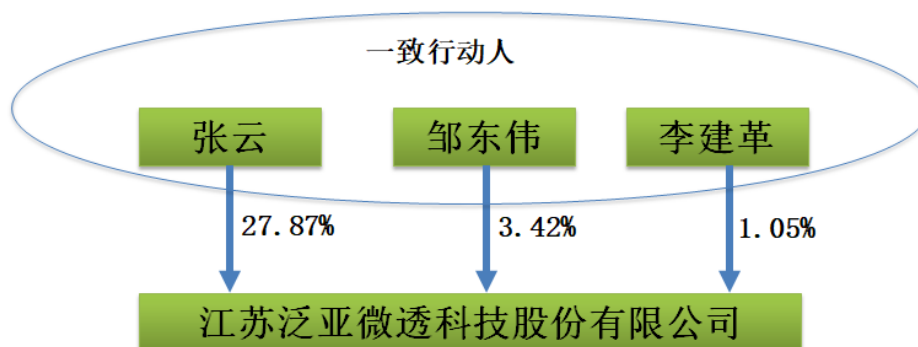 一致行动人
张云
邹东伟
李建革
27.87%
3.42%
1.05%
江苏泛亚微透科技股份有限公司